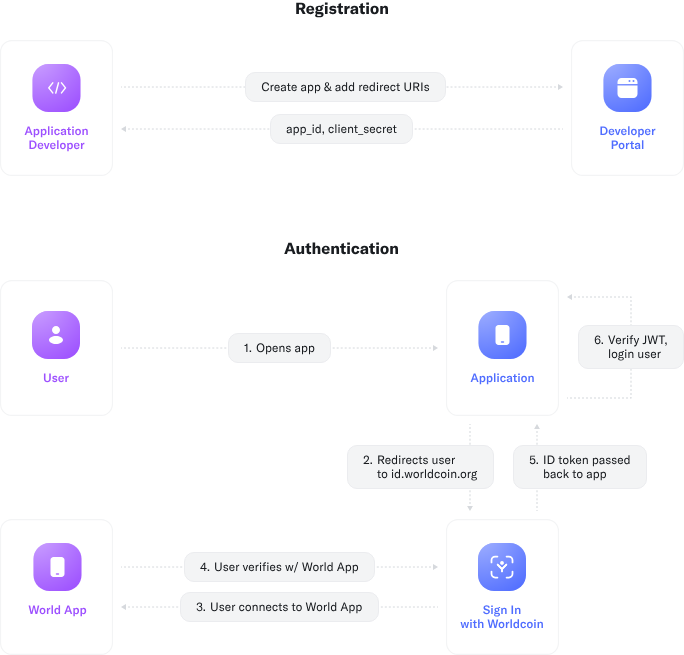 Registration
Create app & add redirect URIs
app_id, client_secret
Application
Developer
Developer
Portal
Authentication
1. Opens app
6. Verify JWT,
login user
User
Application
2. Redirects user
to id.worldcoin.org
5. ID token passed
back to app
4. User verifies w/ World App
3. User connects to World App
World App
Sign In
with Worldcoin